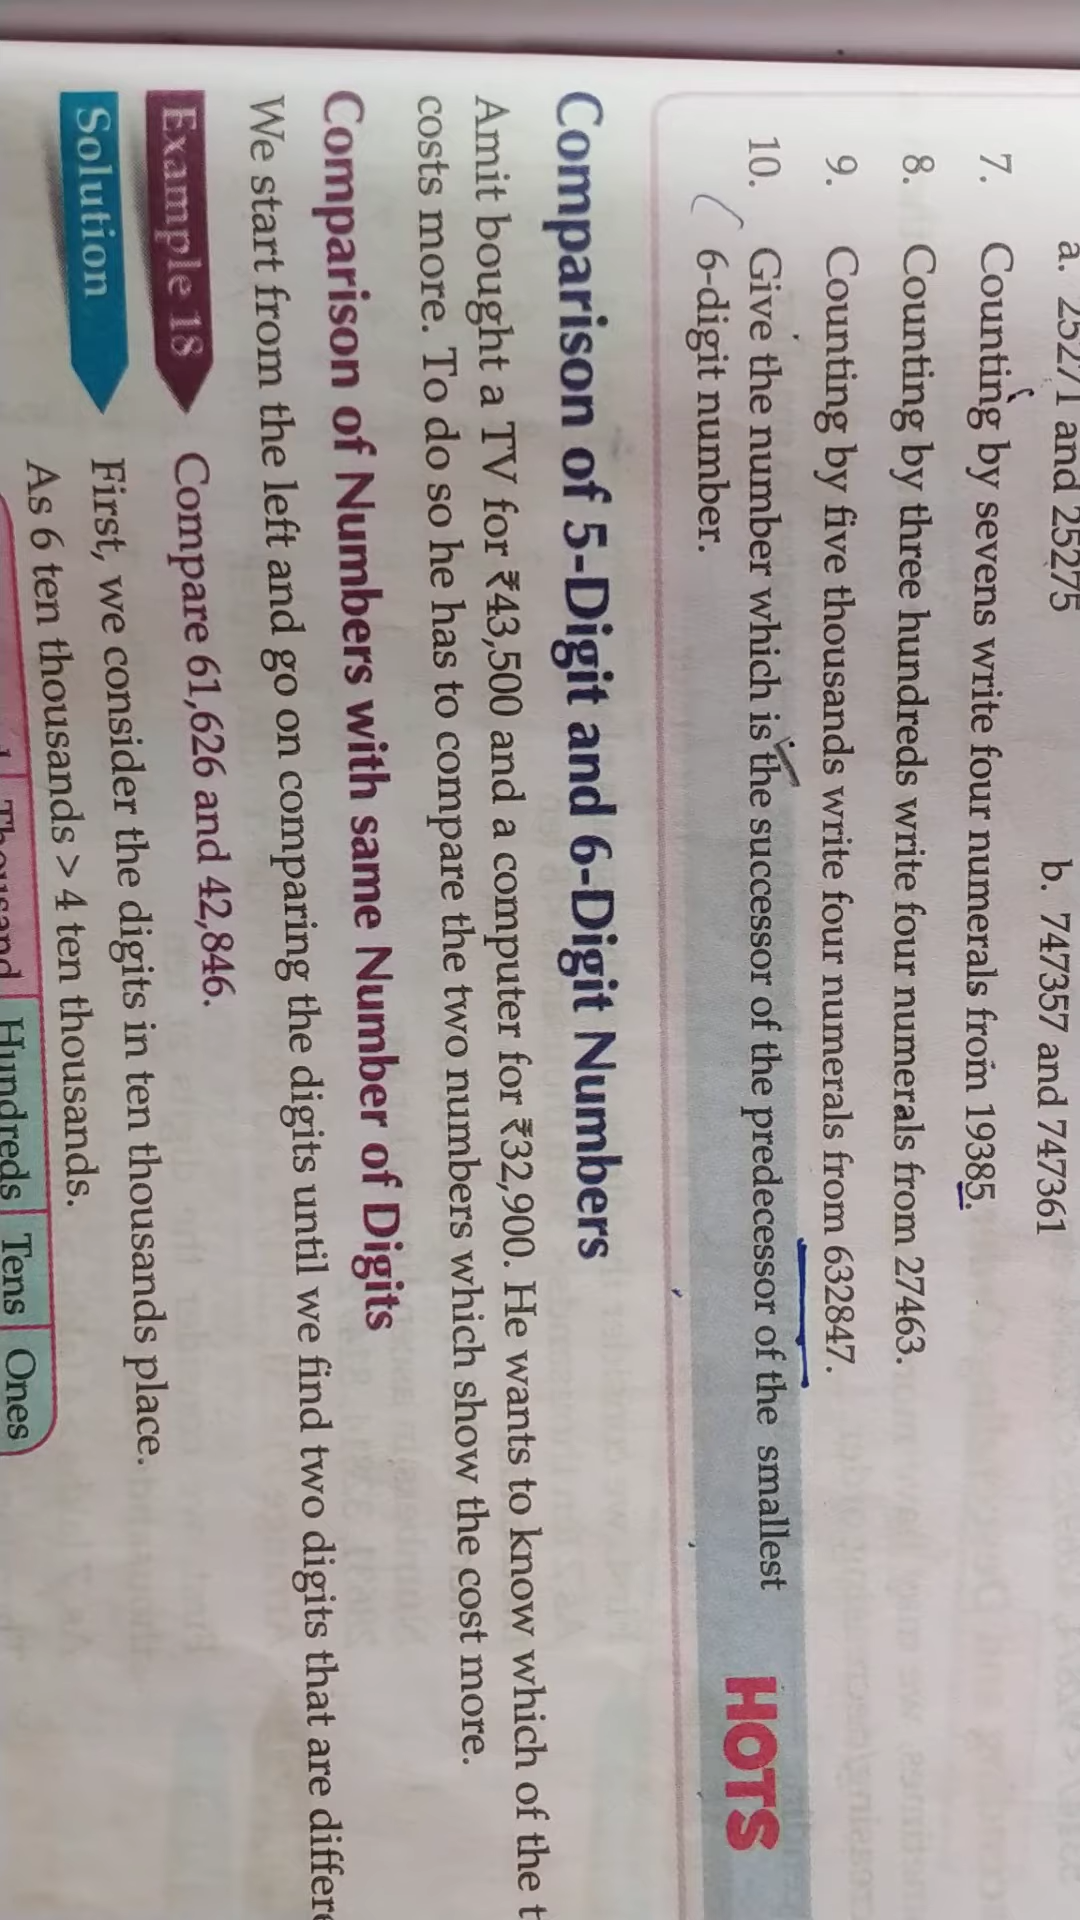 a. 25271 and 25275 b. 747357 and 747361
7. Counting by sevens write four numerals from 19385.
8. Counting by three hundreds write four numerals from 27463.
9. Counting by five thousands write four numerals from 632847.
10. Give the number which is the successor of the predecessor of the smallest
6-digit number.
HOTS
Comparison of 5-Digit and 6-Digit Numbers
Amit bought a TV for ₹43,500 and a computer for ₹32,900. He wants to know which of the t
costs more. To do so he has to compare the two numbers which show the cost more.
Comparison of Numbers with same Number of Digits
We start from the left and go on comparing the digits until we find two digits that are differe
Example 18 Compare 61,626 and 42,846.
Solution First, we consider the digits in ten thousands place.
As 6 ten thousands > 4 ten thousands.
Thousand Hundreds Tens Ones